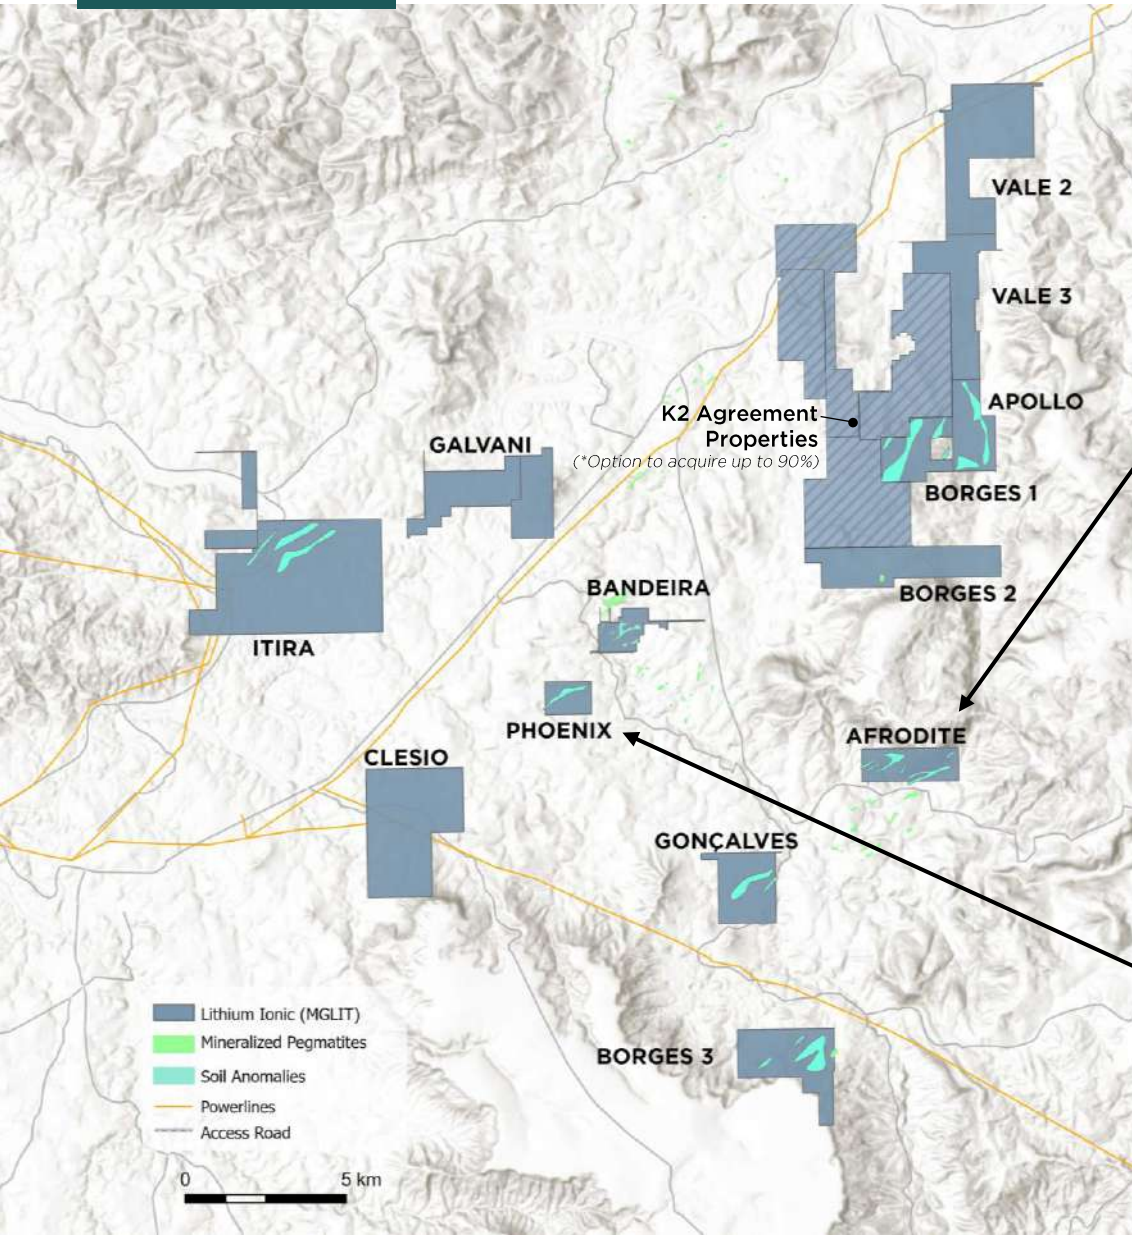 VALE 2
VALE 3
APOLLO
K2 Agreement
Properties
(*Option to acquire up to 90%)
GALVANI
BORGES 1
BANDEIRA
BORGES 2
ITIRA
PHOENIX
AFRODITE
CLESIO
GONÇALVES
BORGES 3
Lithium Ionic (MGLIT)
Mineralized Pegmatites
Soil Anomalies
Powerlines
Access Road
0 5 km